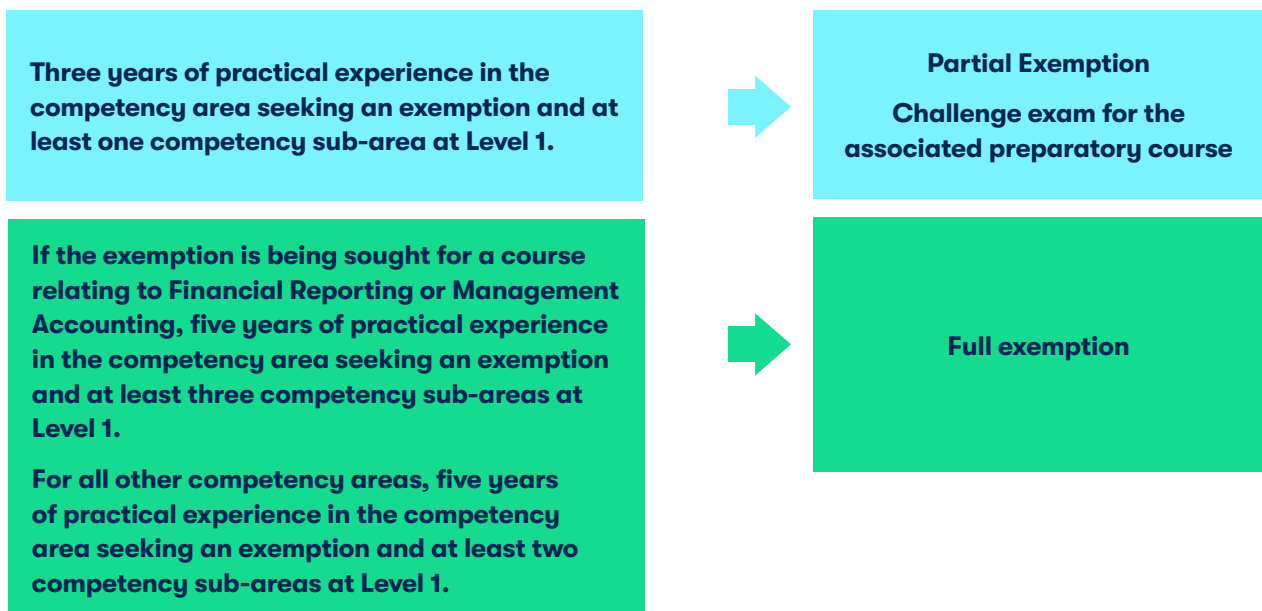 Three years of practical experience in the
competency area seeking an exemption and at
least one competency sub-area at Level 1.
Partial Exemption
Challenge exam for the
associated preparatory course
If the exemption is being sought for a course
relating to Financial Reporting or Management
Accounting, five years of practical experience
in the competency area seeking an exemption
and at least three competency sub-areas at
Level 1.
For all other competency areas, five years
of practical experience in the competency
area seeking an exemption and at least two
competency sub-areas at Level 1.
Full exemption